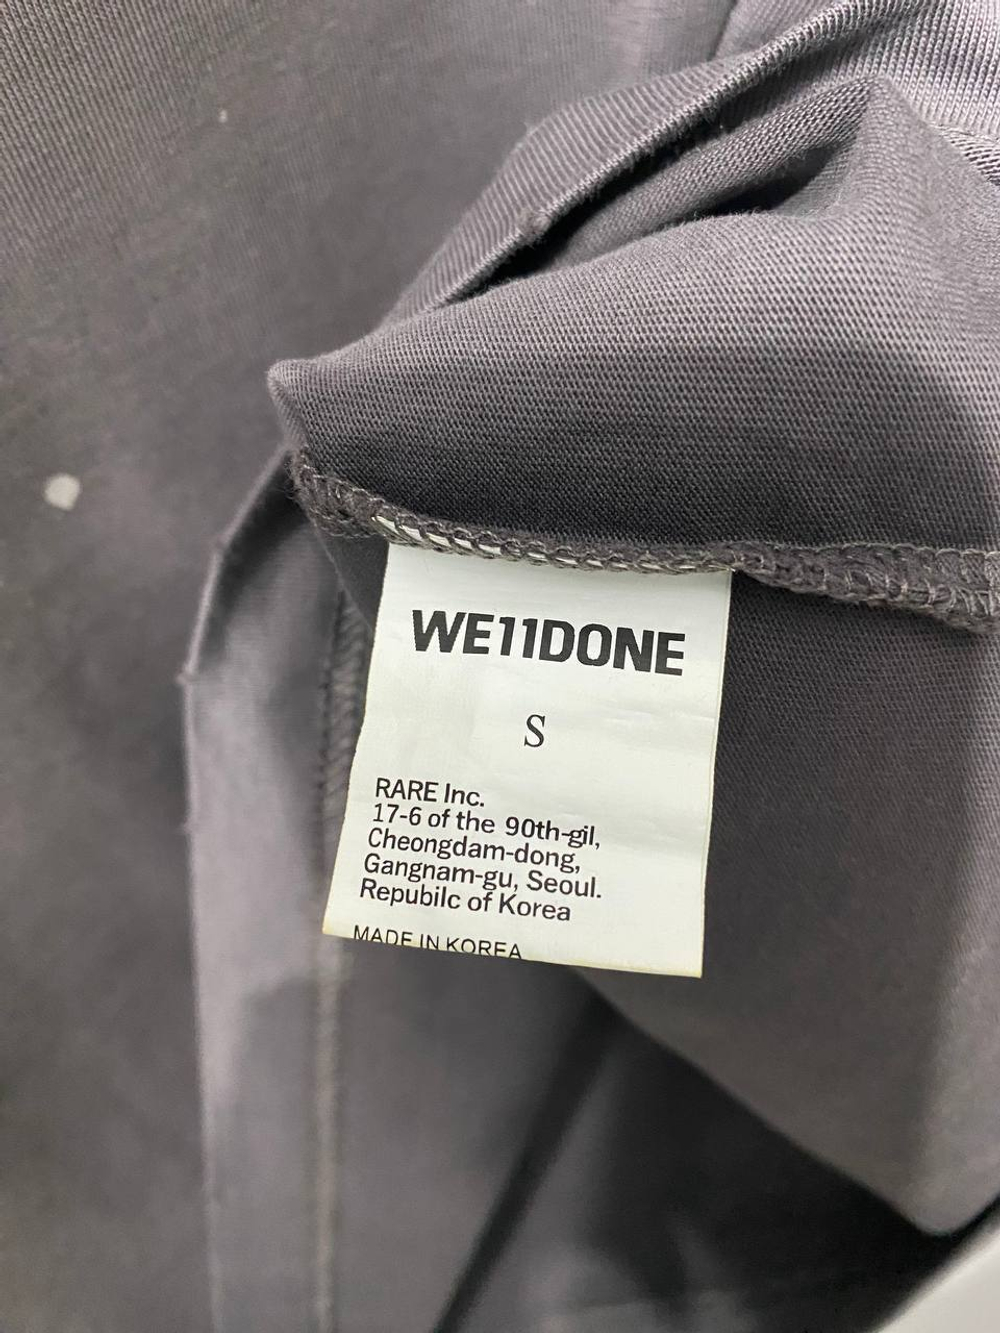 WE11DONE
S
RARE Inc.
17-6 of the 90th-gil,
Cheongdam-dong,
Gangnam-gu, Seoul.
Republic of Korea
MADE IN KOREA